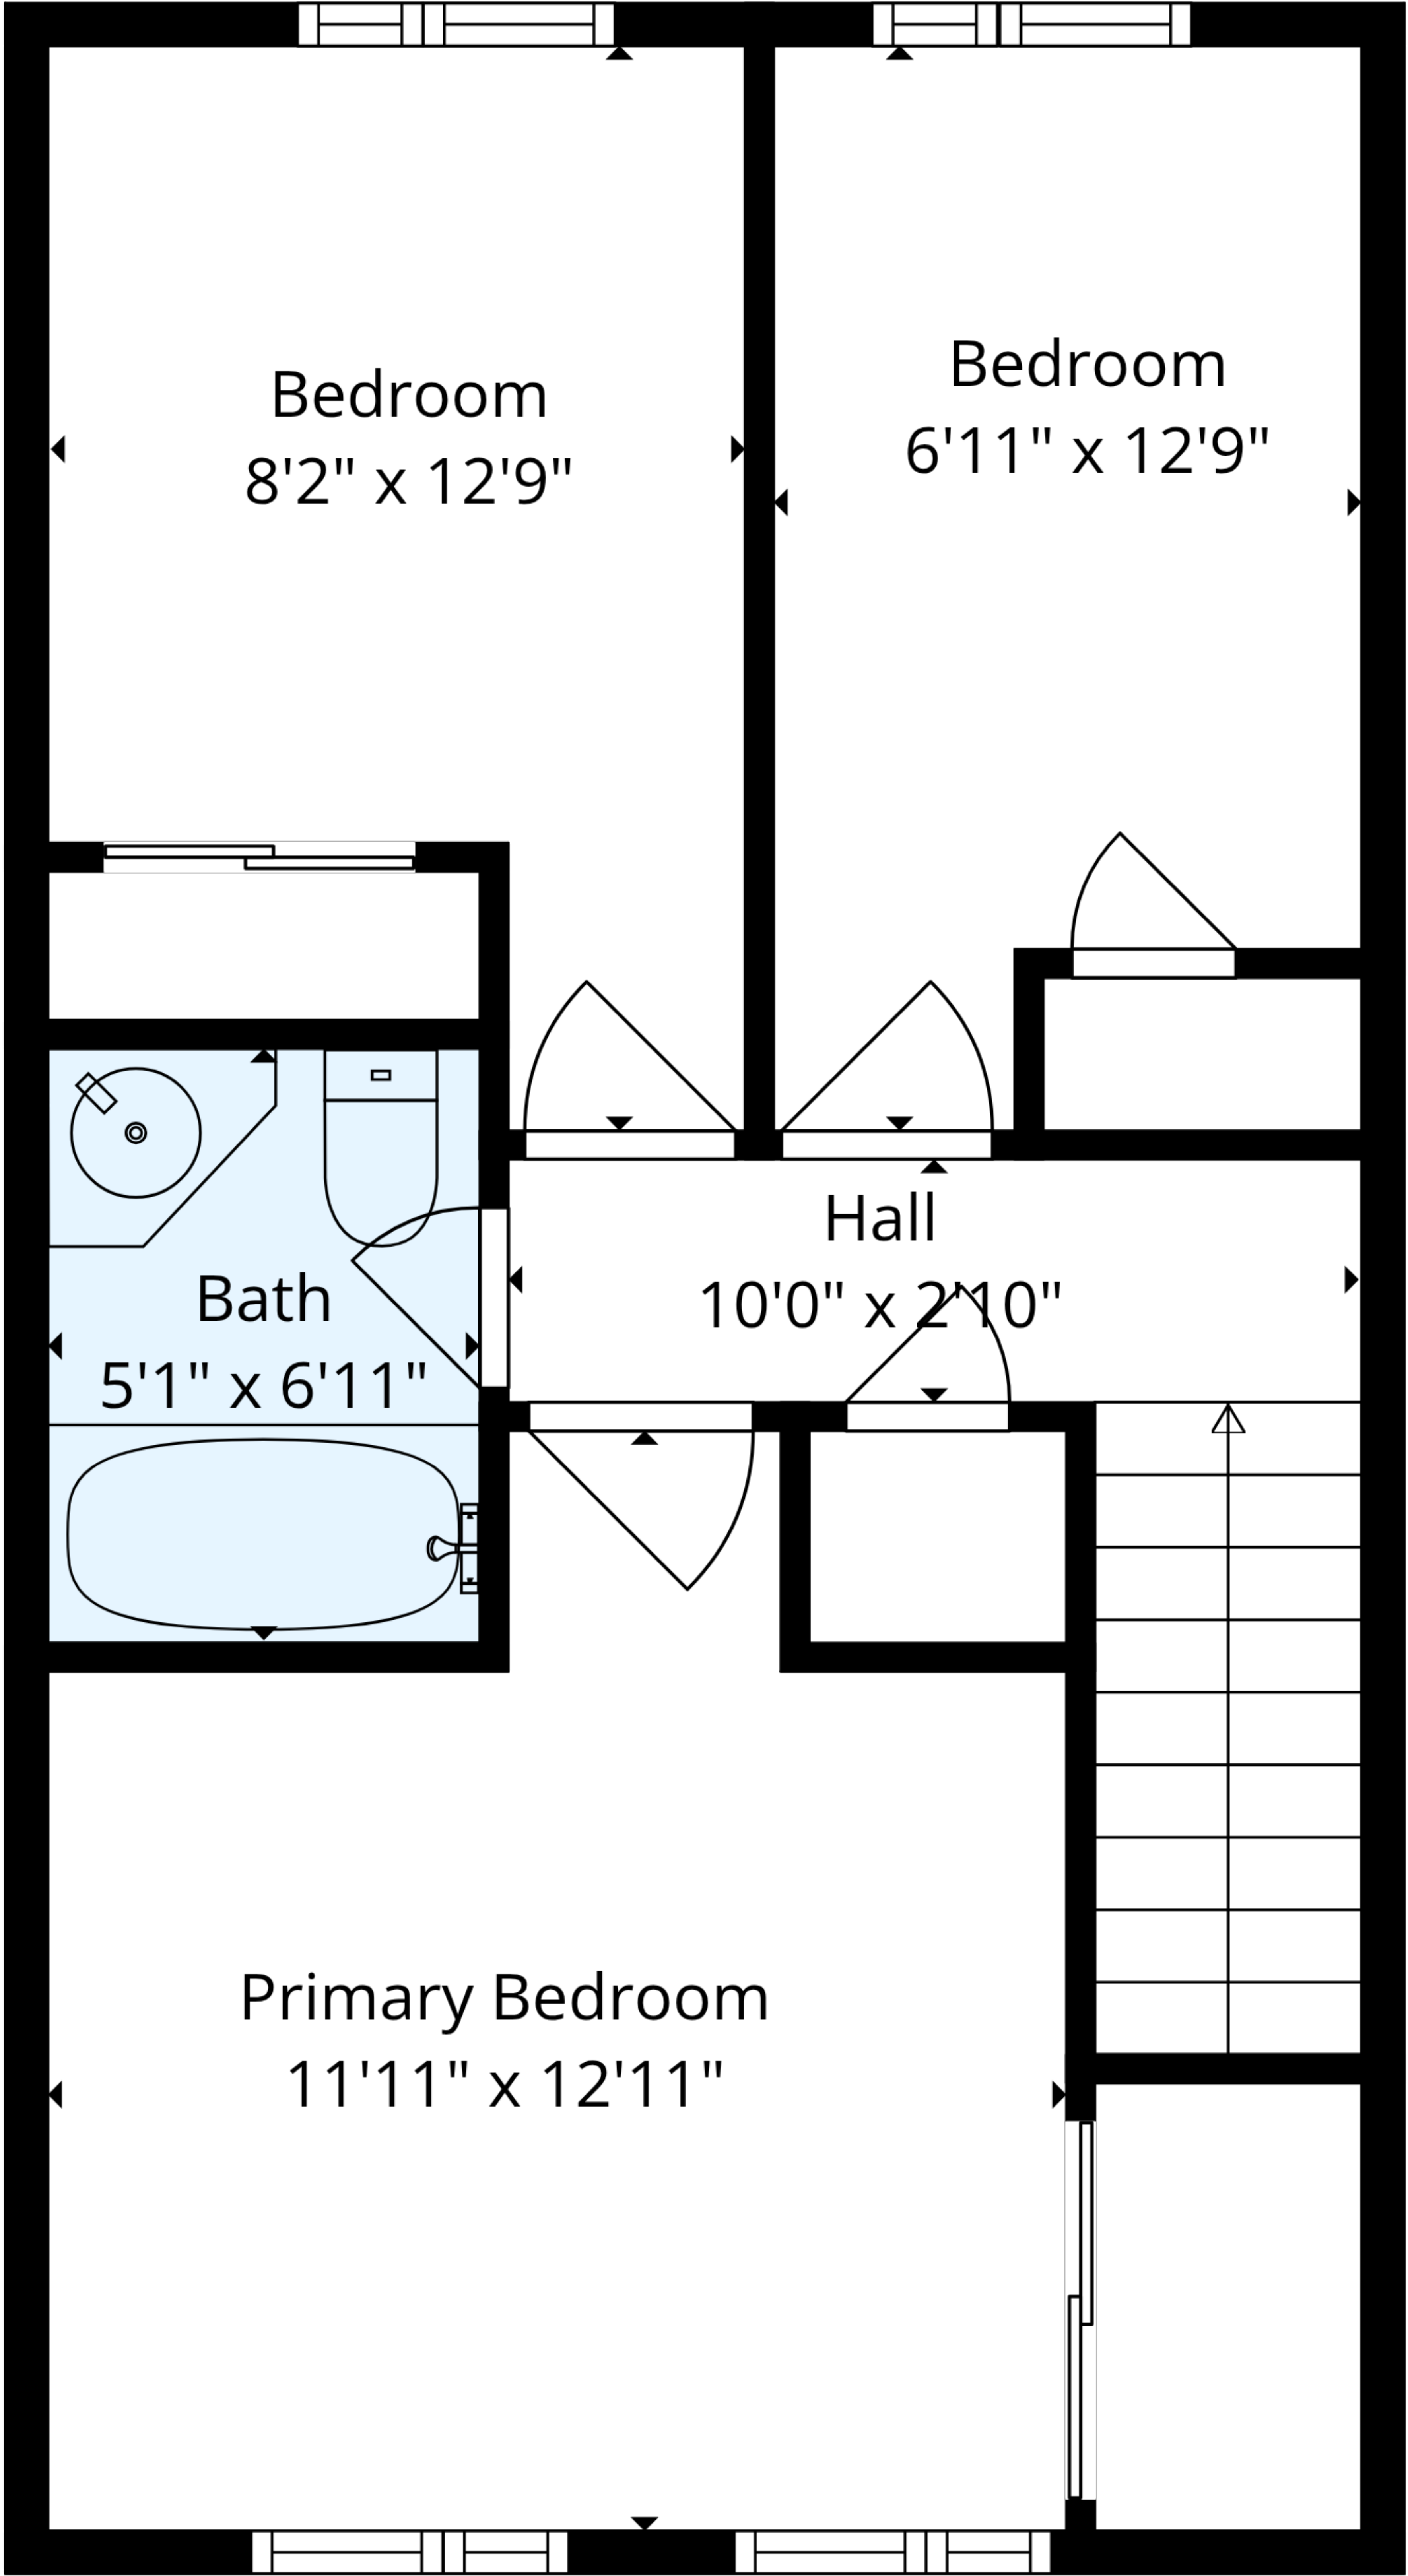 Bedroom
8'2" x 12'9"
Bedroom
6'11" x 12'9"
Hall
10'0" x 2'10"
Bath
5'1" x 6'11"
Primary Bedroom
11'11" x 12'11"